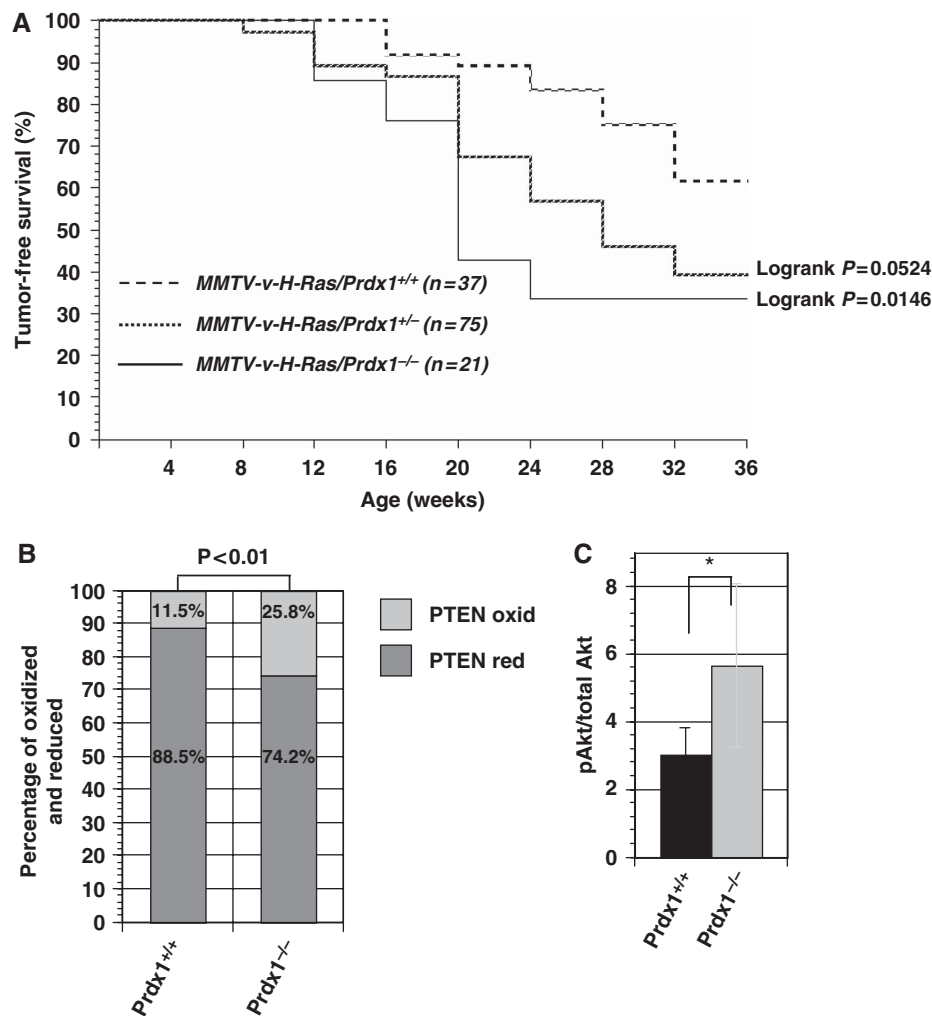 A
Tumor-free survival (%)
100
90
80
70
60
50
40
30
20
10
0
MMTV-v-H-Ras/Prdx1+/+ (n=37)
MMTV-v-H-Ras/Prdx1+/– (n=75)
MMTV-v-H-Ras/Prdx1–/– (n=21)
Logrank P=0.0524
Logrank P=0.0146
4 8 12 16 20 24 28 32 36
Age (weeks)
B
P<0.01
Percentage of oxidized
and reduced
100
90
80
70
60
50
40
30
20
10
0
11.5%
25.8%
88.5%
74.2%
Prdx1+/+
Prdx1–/–
PTEN oxid
PTEN red
C
*
pAkt/total Akt
8
6
4
2
0
Prdx1+/+
Prdx1–/–